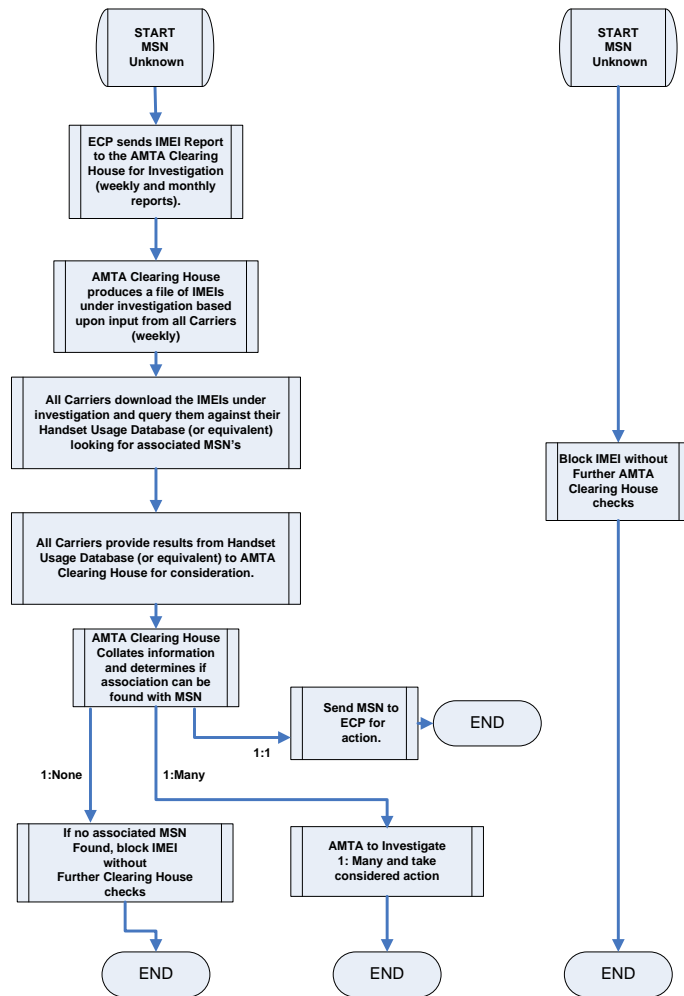 START
MSN
Unknown
ECP sends IMEI Report
to the AMTA Clearing
House for Investigation
(weekly and monthly
reports).
AMTA Clearing House
produces a file of IMEIs
under investigation based
upon input from all Carriers
(weekly)
All Carriers download the IMEIs under
investigation and query them against their
Handset Usage Database (or equivalent)
looking for associated MSN's
All Carriers provide results from Handset
Usage Database (or equivalent) to AMTA
Clearing House for consideration.
AMTA Clearing House
Collates information
and determines if
association can be
found with MSN
1:1
Send MSN to
ECP for
action.
END
1:None
1:Many
If no associated MSN
Found, block IMEI
without
Further Clearing House
checks
END
AMTA to Investigate
1: Many and take
considered action
END
START
MSN
Unknown
Block IMEI without
Further AMTA
Clearing House
checks
END